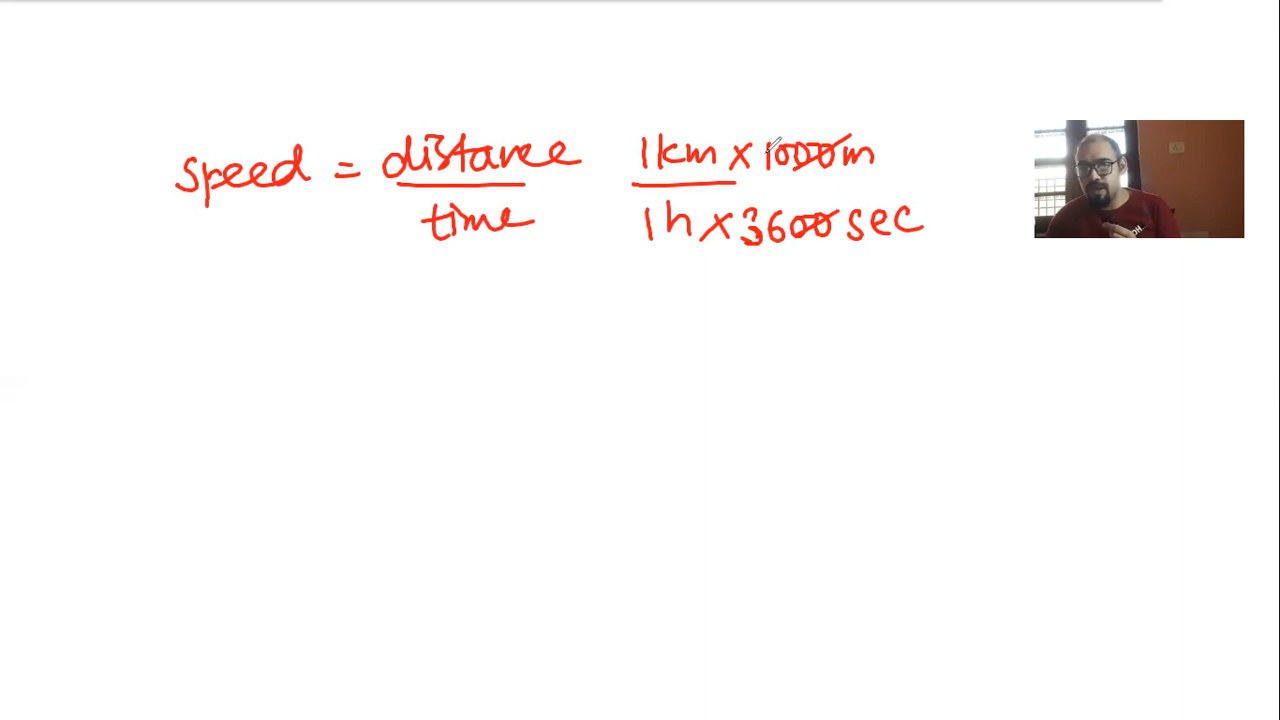 speed = distance 1km x 1000m
time 1h x 3600 sec